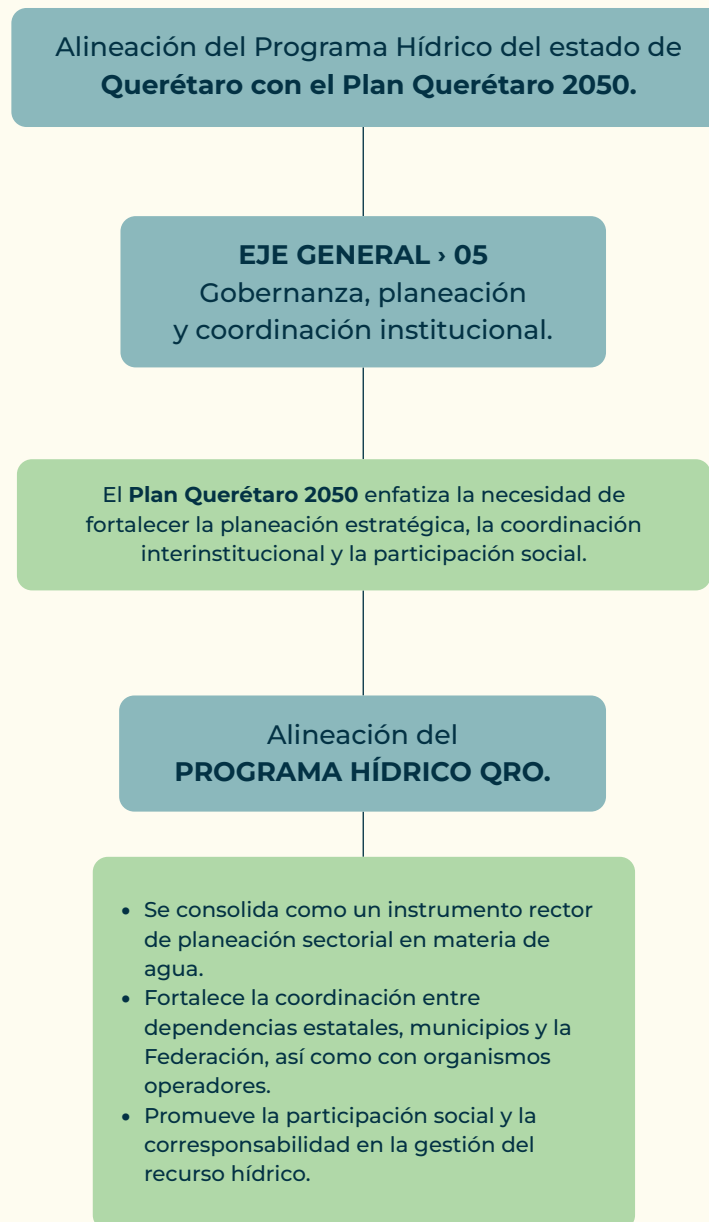 Alineación del Programa Hídrico del estado de
Querétaro con el Plan Querétaro 2050.
EJE GENERAL › 05
Gobernanza, planeación
y coordinación institucional.
El Plan Querétaro 2050 enfatiza la necesidad de
fortalecer la planeación estratégica, la coordinación
interinstitucional y la participación social.
Alineación del
PROGRAMA HÍDRICO QRO.
• Se consolida como un instrumento rector
de planeación sectorial en materia de
agua.
• Fortalece la coordinación entre
dependencias estatales, municipios y la
Federación, así como con organismos
operadores.
• Promueve la participación social y la
corresponsabilidad en la gestión del
recurso hídrico.